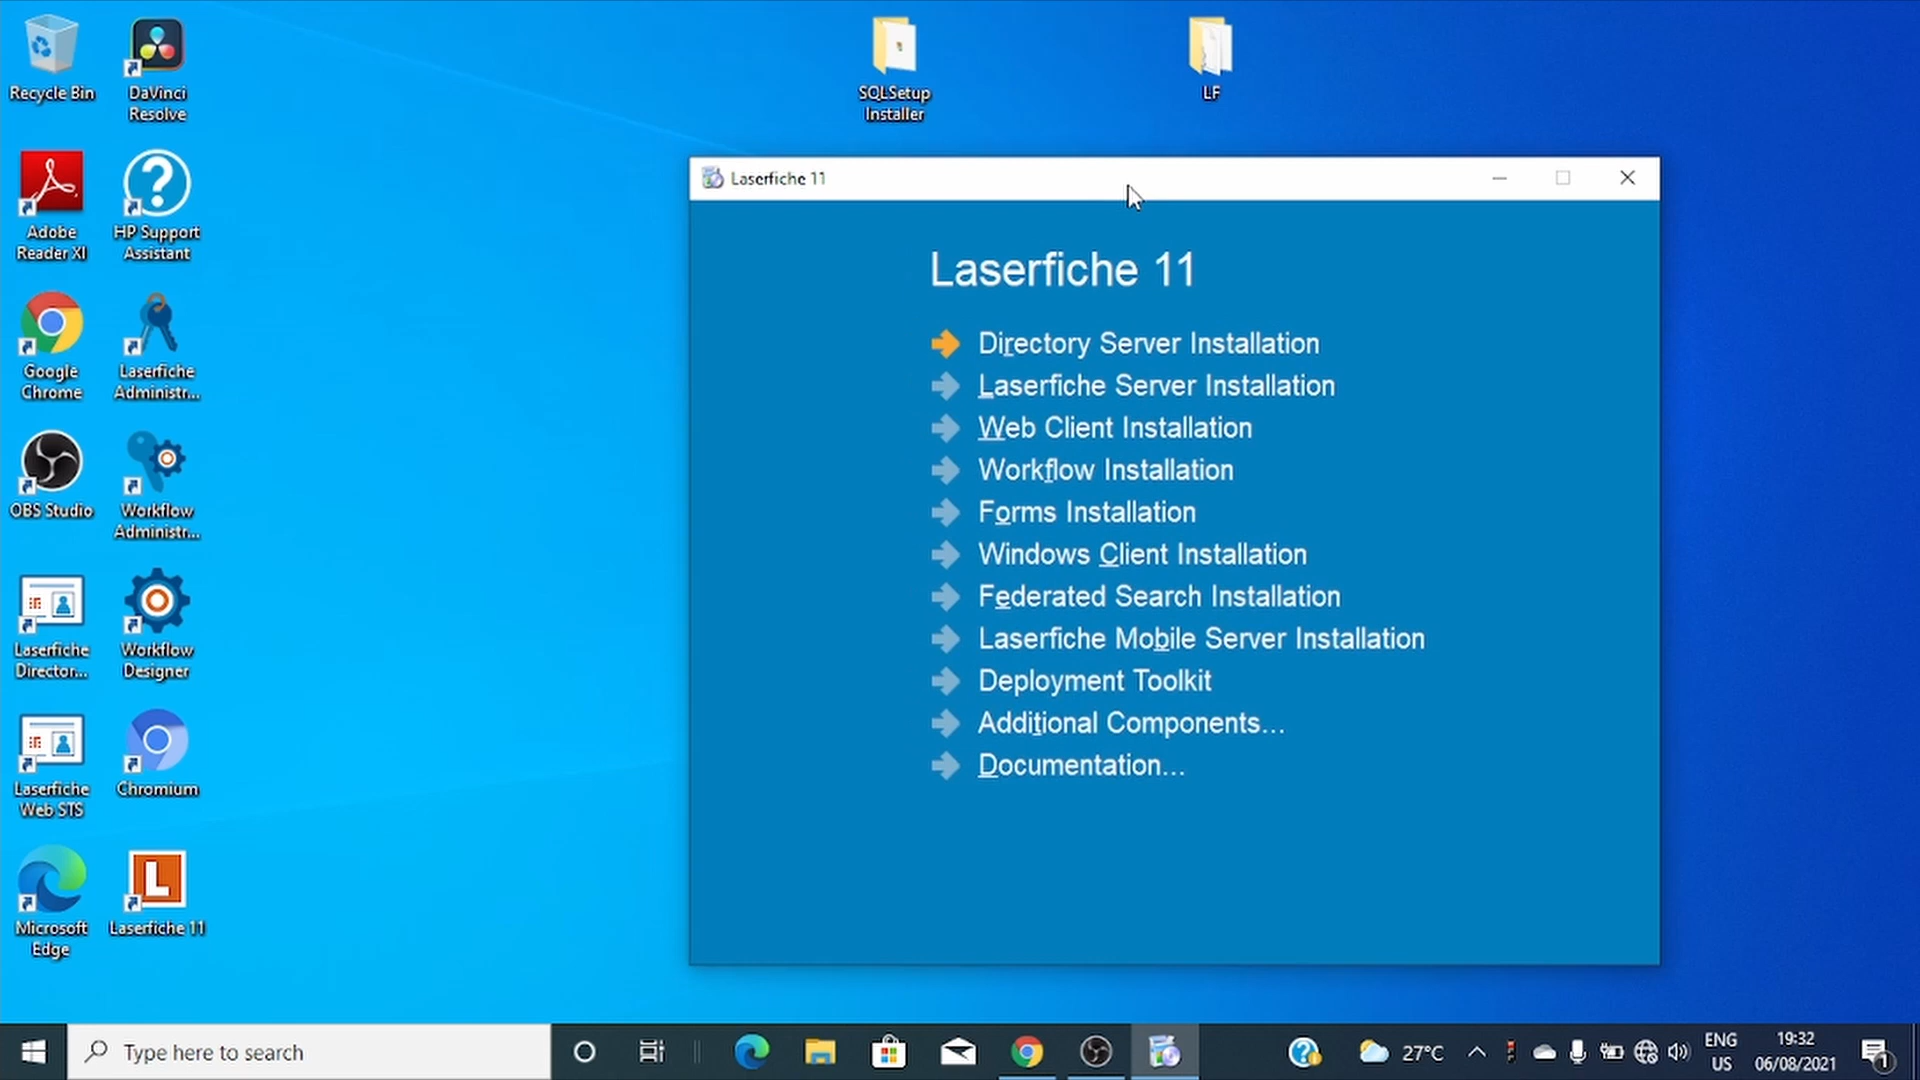 Recycle Bin
DaVinci
Resolve
SQLSetup
Installer
LF
Adobe
Reader XI
HP Support
Assistant
Google
Chrome
Laserfiche
Administr...
OBS Studio
Workflow
Administr...
Laserfiche
Director...
Workflow
Designer
Laserfiche
Web STS
Chromium
Microsoft
Edge
Laserfiche 11
Laserfiche 11
Laserfiche 11
Directory Server Installation
Laserfiche Server Installation
Web Client Installation
Workflow Installation
Forms Installation
Windows Client Installation
Federated Search Installation
Laserfiche Mobile Server Installation
Deployment Toolkit
Additional Components...
Documentation...
Type here to search
27°C
ENG
US
19:32
06/08/2021
1